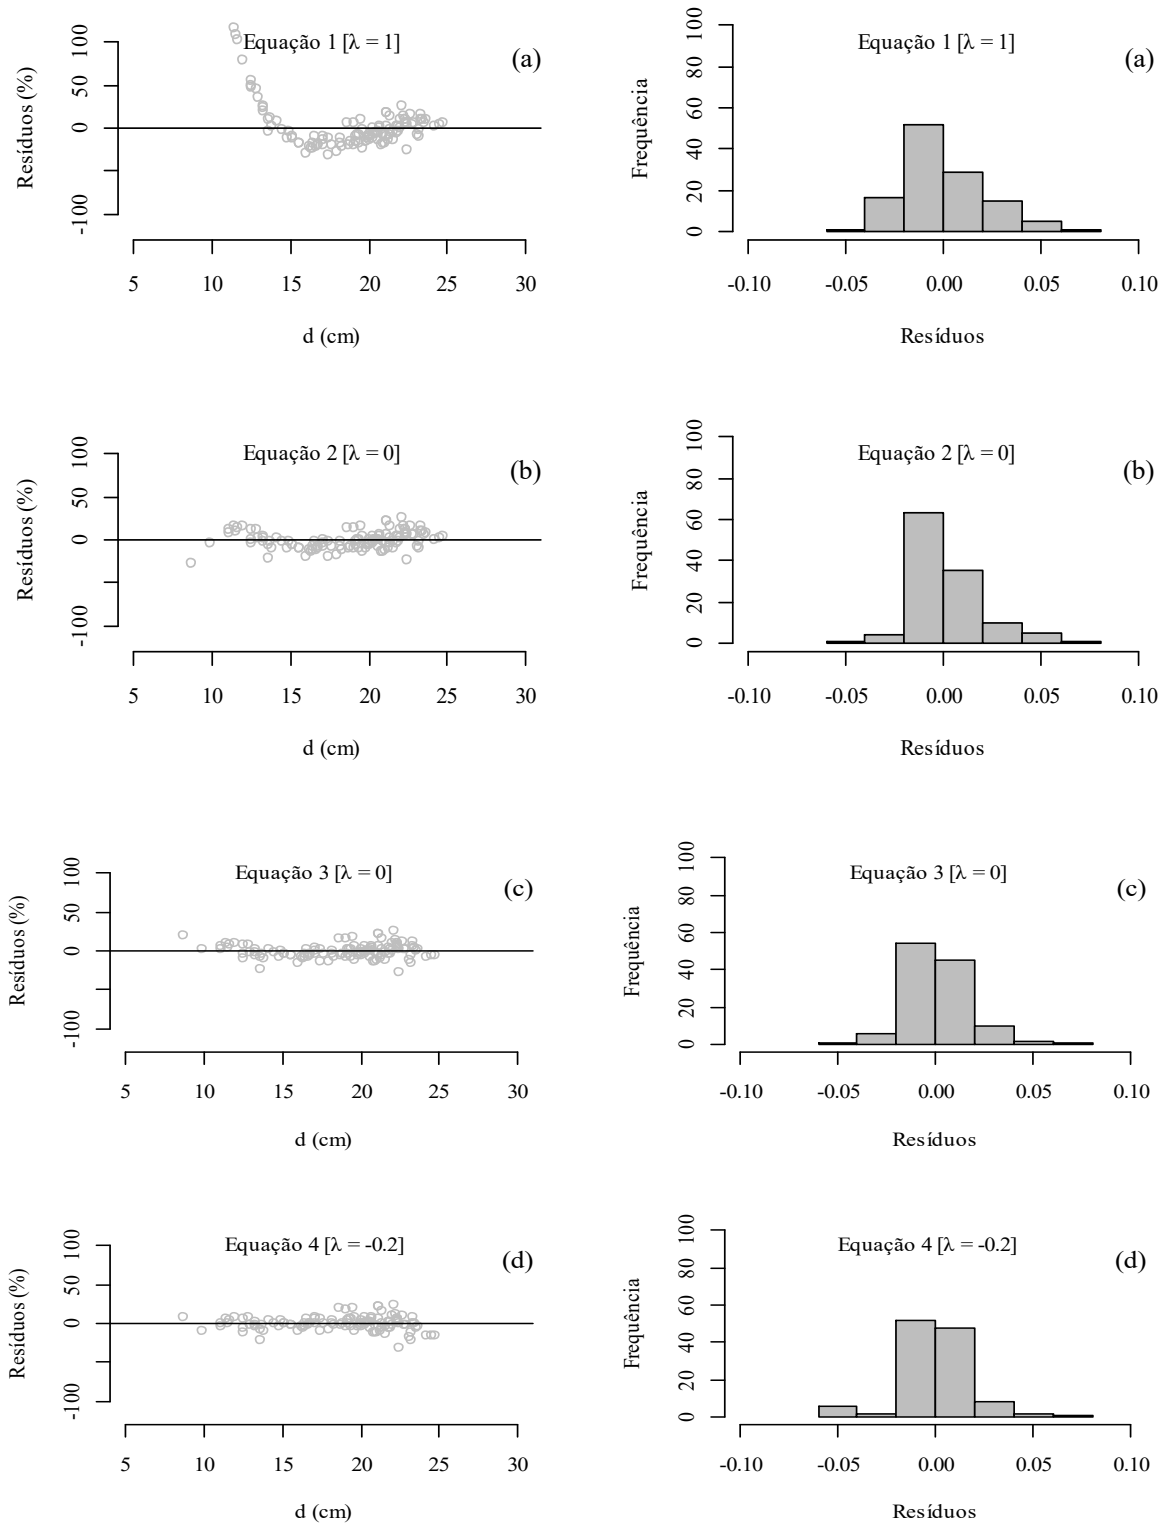 Equação 1 [λ = 1]
(a)
Resíduos (%)
100
50
0
-100
5 10 15 20 25 30
d (cm)
Equação 1 [λ = 1]
(a)
Frequência
100
80
60
40
20
0
-0.10 -0.05 0.00 0.05 0.10
Resíduos
Equação 2 [λ = 0]
(b)
Resíduos (%)
100
50
0
-100
5 10 15 20 25 30
d (cm)
Equação 2 [λ = 0]
(b)
Frequência
100
80
60
40
20
0
-0.10 -0.05 0.00 0.05 0.10
Resíduos
Equação 3 [λ = 0]
(c)
Resíduos (%)
100
50
0
-100
5 10 15 20 25 30
d (cm)
Equação 3 [λ = 0]
(c)
Frequência
100
80
60
40
20
0
-0.10 -0.05 0.00 0.05 0.10
Resíduos
Equação 4 [λ = -0.2]
(d)
Resíduos (%)
100
50
0
-100
5 10 15 20 25 30
d (cm)
Equação 4 [λ = -0.2]
(d)
Frequência
100
80
60
40
20
0
-0.10 -0.05 0.00 0.05 0.10
Resíduos